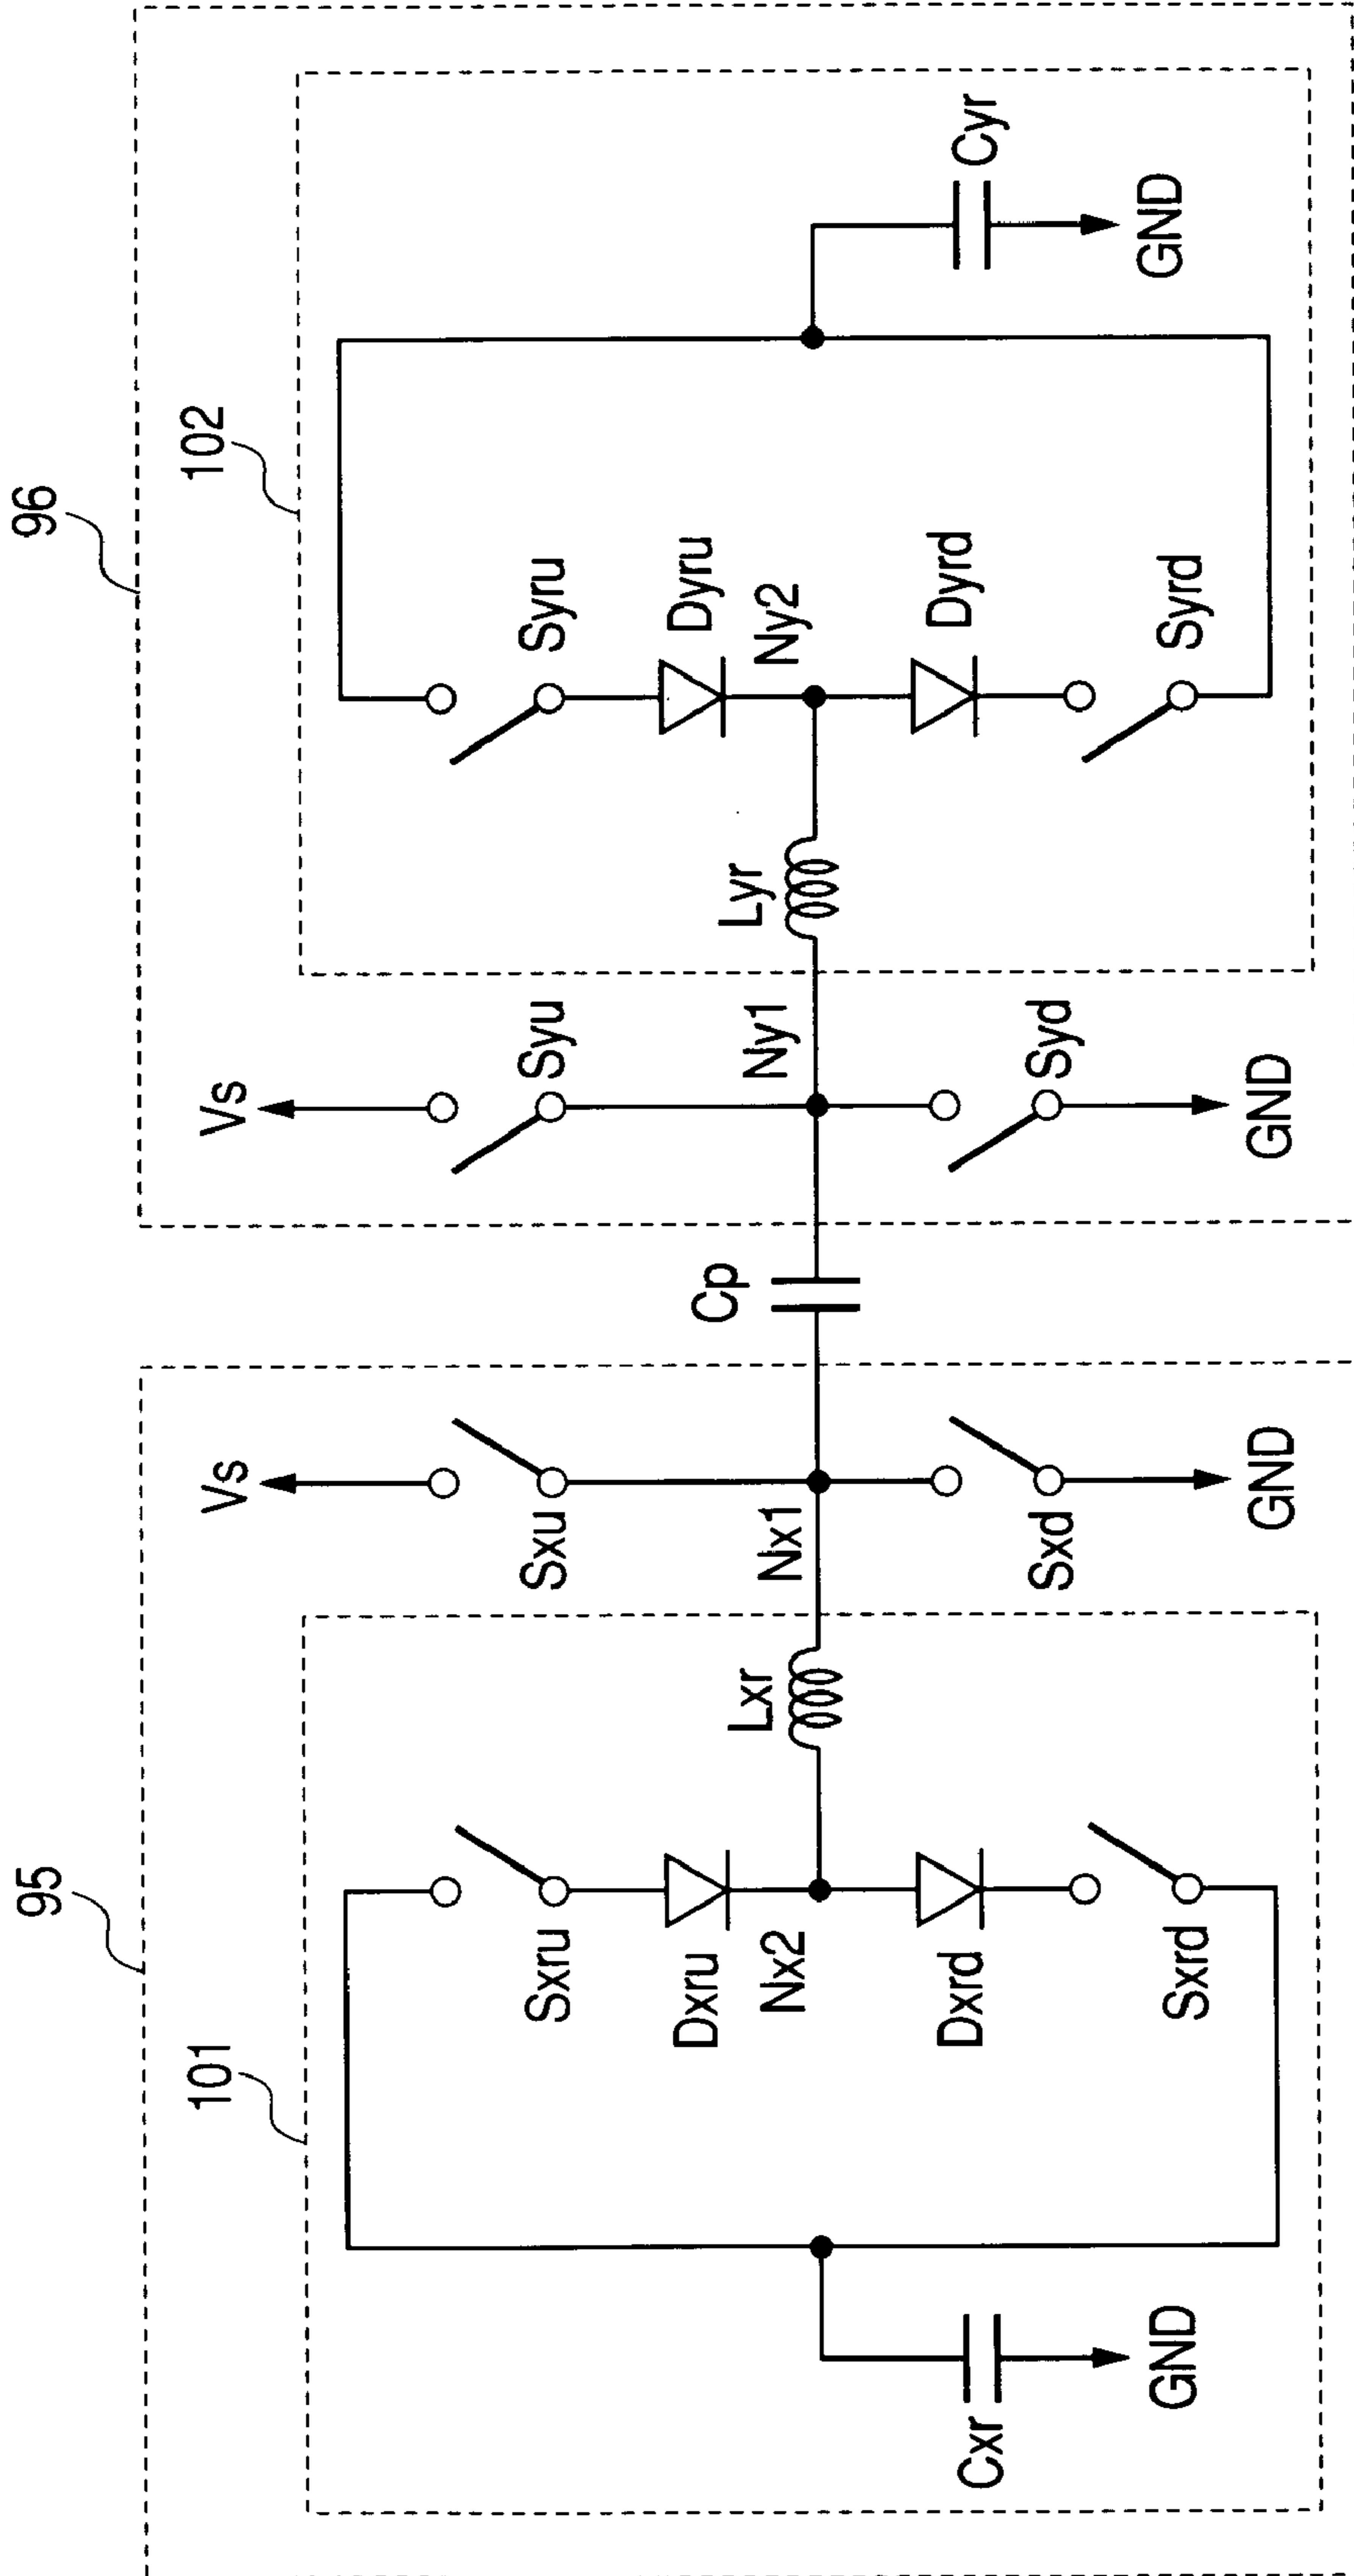 95
96
101
Vs
Vs
102
Sxru
Sxu
Syu
Syru
Dxru
Cp
Dyru
Lxr
Lyr
Nx2
Nx1
Ny1
Ny2
Dxrd
Dyrd
Cxr
Cyr
Sxd
Syd
GND
Sxrd
Syrd
GND
GND
GND